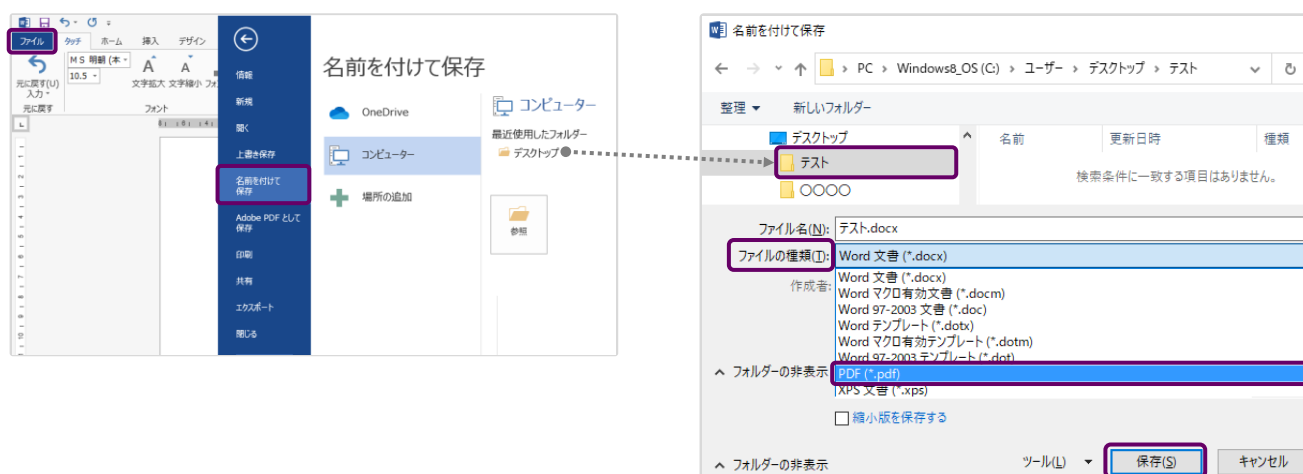 ファイル
タッチ
ホーム
挿入
デザイン
元に戻す(U)
入力
元に戻す
MS 明朝 (本
10.5
A
A
文字拡大 文字縮小 フォ
フォント
情報
新規
開く
上書き保存
名前を付けて
保存
Adobe PDF として
保存
印刷
共有
エクスポート
閉じる
名前を付けて保存
OneDrive
コンピューター
場所の追加
コンピューター
最近使用したフォルダー
デスクトップ
参照
名前を付けて保存
PC › Windows8_OS (C:) › ユーザー › デスクトップ › テスト
整理 新しいフォルダー
デスクトップ
テスト
〇〇〇〇
名前 更新日時 種類
検索条件に一致する項目はありません。
ファイル名(N): テスト.docx
ファイルの種類(T): Word 文書 (*.docx)
作成者:
Word 文書 (*.docx)
Word マクロ有効文書 (*.docm)
Word 97-2003 文書 (*.doc)
Word テンプレート (*.dotx)
Word マクロ有効テンプレート (*.dotm)
Word 97-2003 テンプレート (*.dot)
PDF (*.pdf)
XPS 文書 (*.xps)
フォルダーの非表示
縮小版を保存する
フォルダーの非表示
ツール(L) 保存(S) キャンセル